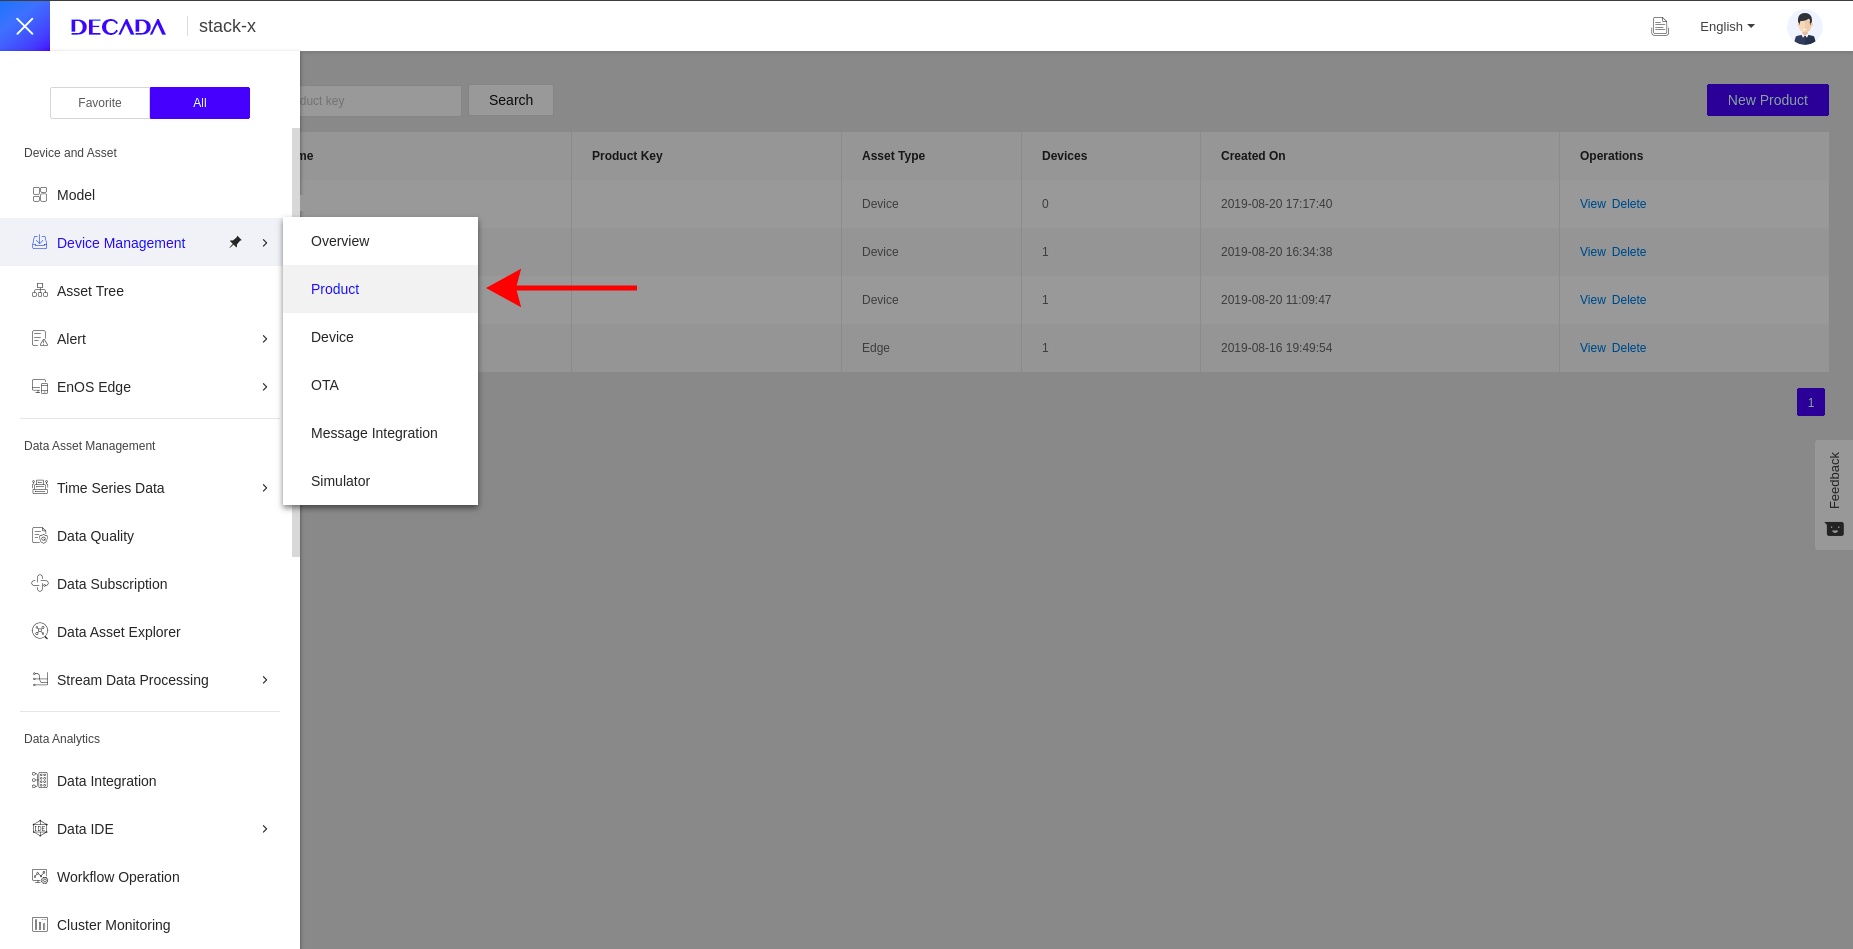 DECADA stack-x
English
Favorite All
duct key Search New Product
Device and Asset
me Product Key Asset Type Devices Created On Operations
Model
Device 0 2019-08-20 17:17:40 View Delete
Device Management
Overview
Device 1 2019-08-20 16:34:38 View Delete
Asset Tree
Product
Device 1 2019-08-20 11:09:47 View Delete
Alert
Device
Edge 1 2019-08-16 19:49:54 View Delete
EnOS Edge
OTA
1
Data Asset Management
Message Integration
Feedback
Time Series Data
Simulator
Data Quality
Data Subscription
Data Asset Explorer
Stream Data Processing
Data Analytics
Data Integration
Data IDE
Workflow Operation
Cluster Monitoring